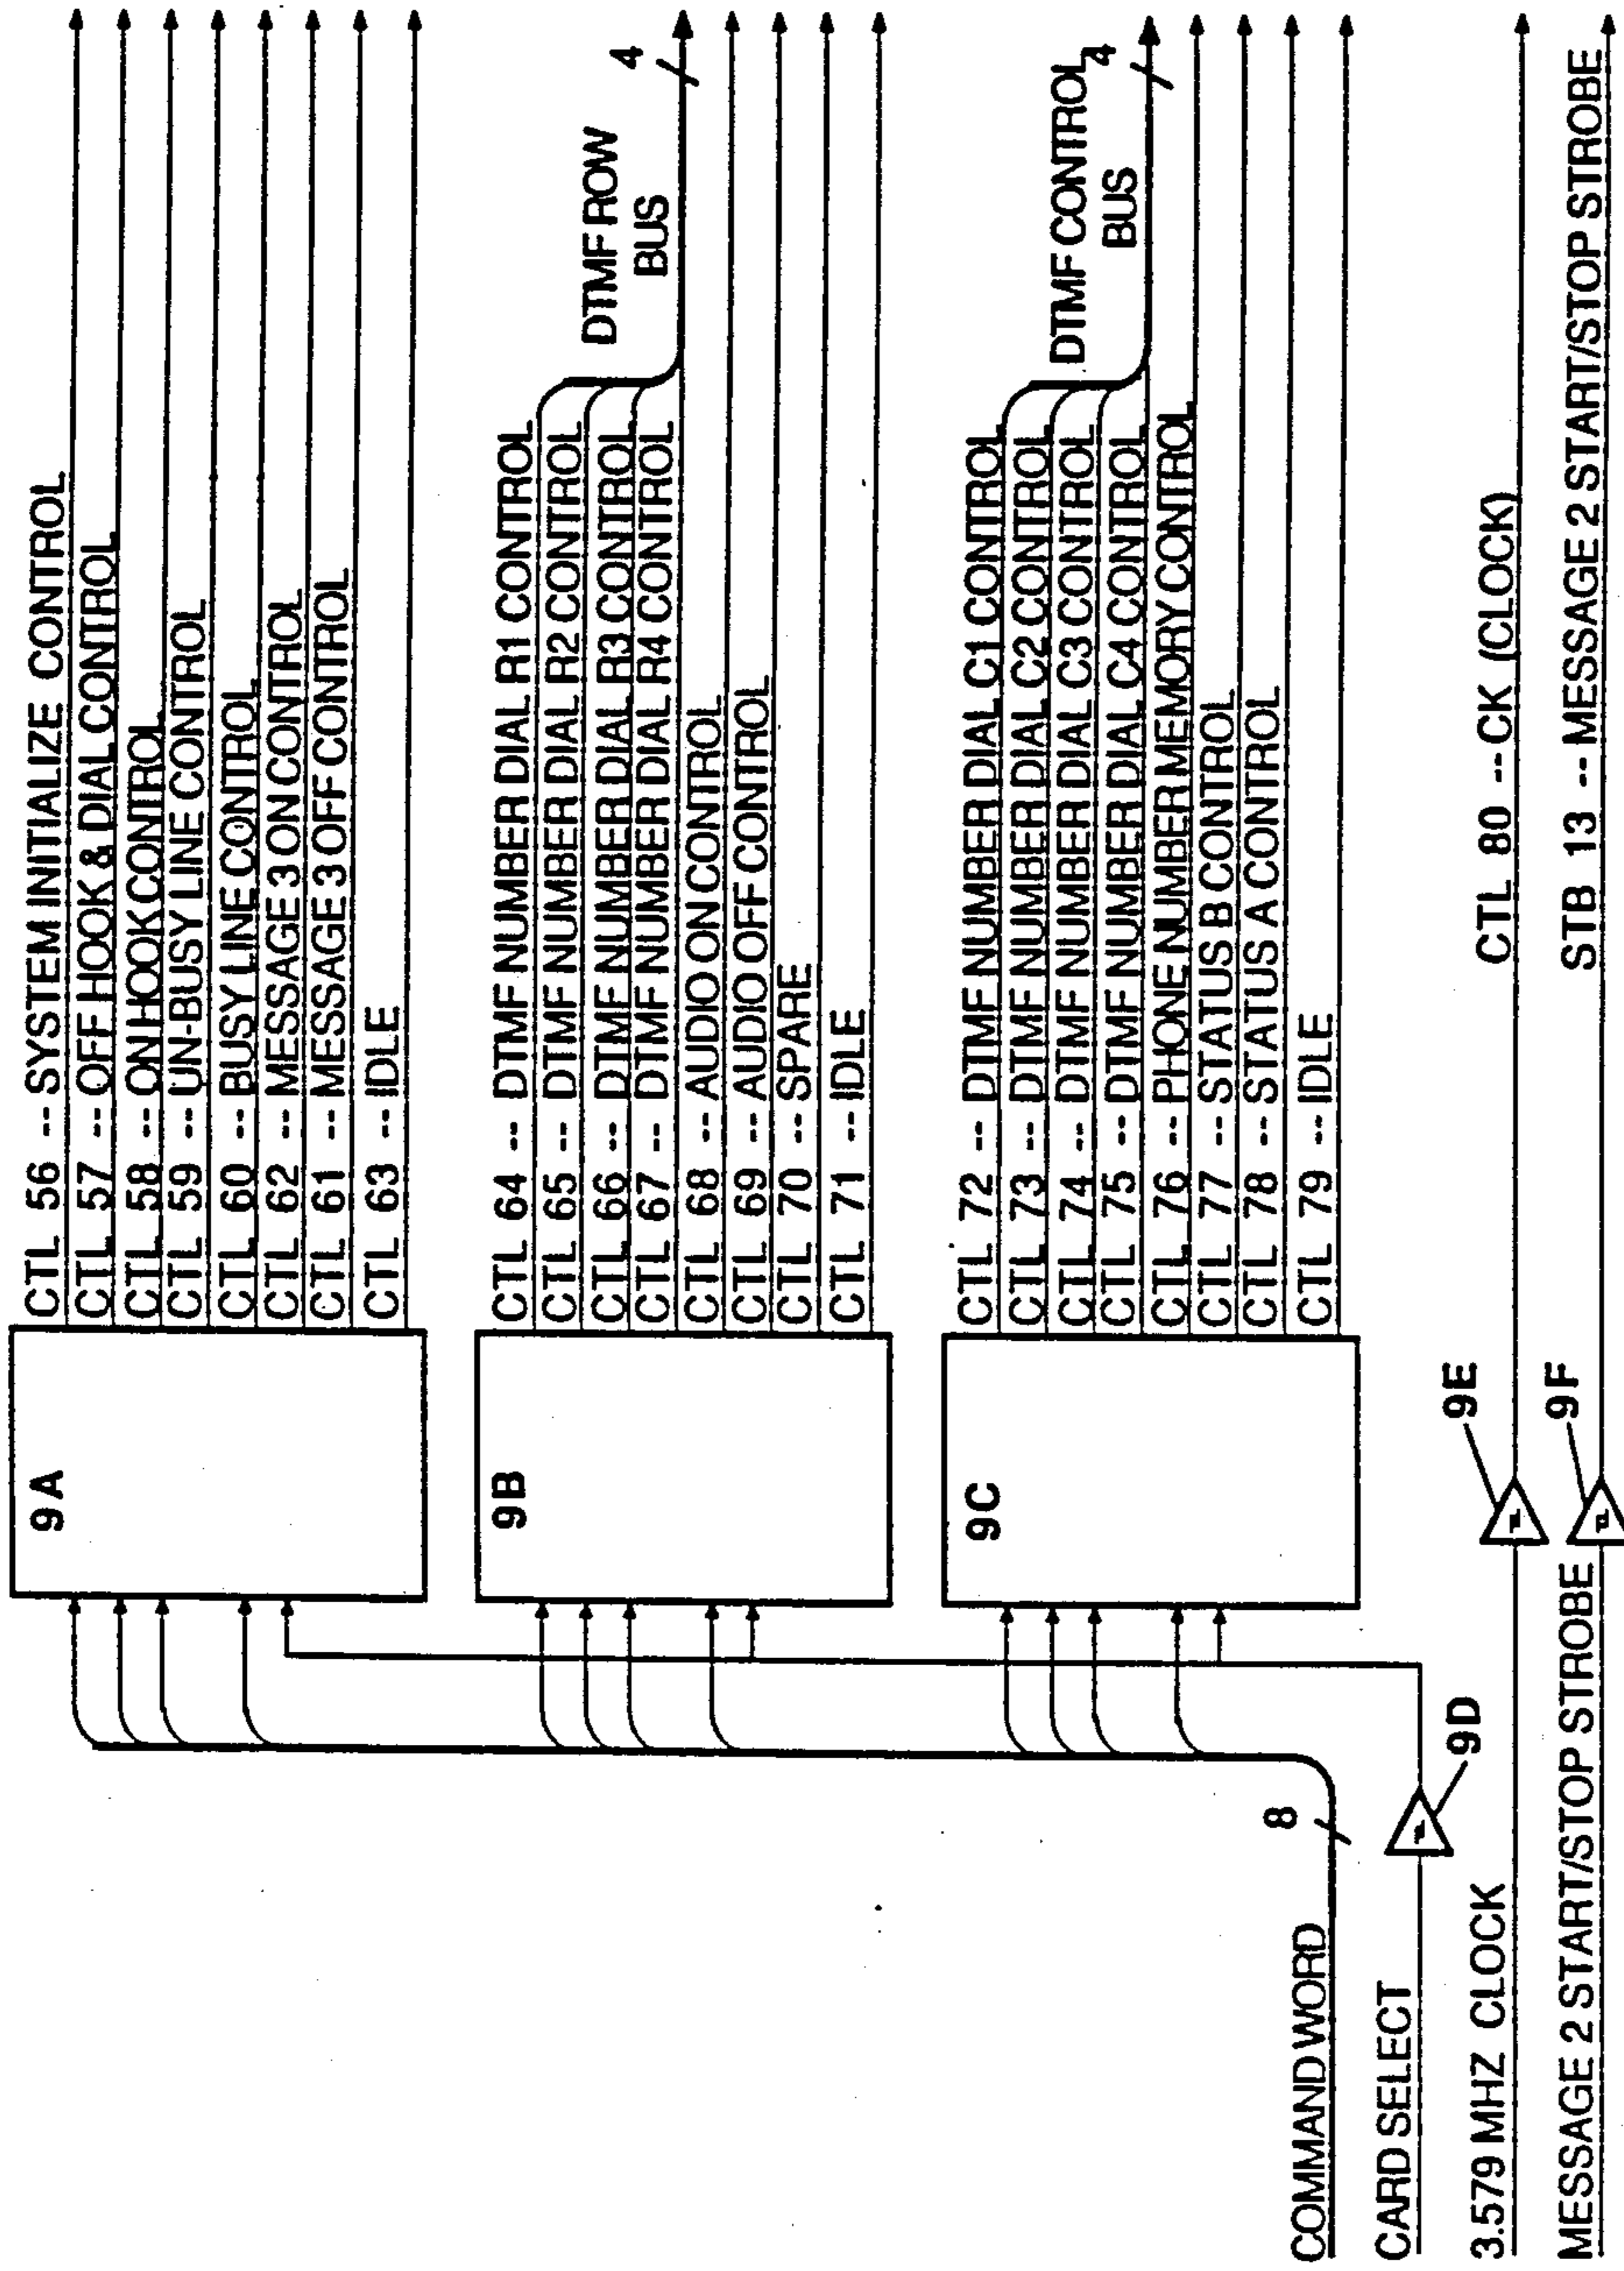 9A
CTL 56 -- SYSTEM INITIALIZE CONTROL
CTL 57 -- OFF HOOK & DIAL CONTROL
CTL 58 -- ON HOOK CONTROL
CTL 59 -- UN-BUSY LINE CONTROL
CTL 60 -- BUSY LINE CONTROL
CTL 62 -- MESSAGE 3 ON CONTROL
CTL 61 -- MESSAGE 3 OFF CONTROL
CTL 63 -- IDLE
9B
CTL 64 -- DTMF NUMBER DIAL R1 CONTROL
CTL 65 -- DTMF NUMBER DIAL R2 CONTROL
CTL 66 -- DTMF NUMBER DIAL R3 CONTROL
CTL 67 -- DTMF NUMBER DIAL R4 CONTROL
CTL 68 -- AUDIO ON CONTROL
CTL 69 -- AUDIO OFF CONTROL
CTL 70 -- SPARE
CTL 71 -- IDLE
DTMF ROW
BUS
4
9C
CTL 72 -- DTMF NUMBER DIAL C1 CONTROL
CTL 73 -- DTMF NUMBER DIAL C2 CONTROL
CTL 74 -- DTMF NUMBER DIAL C3 CONTROL
CTL 75 -- DTMF NUMBER DIAL C4 CONTROL
CTL 76 -- PHONE NUMBER MEMORY CONTROL
CTL 77 -- STATUS B CONTROL
CTL 78 -- STATUS A CONTROL
CTL 79 -- IDLE
DTMF CONTROL
BUS
4
COMMAND WORD
8
CARD SELECT
9D
3.579 MHZ CLOCK
9E
CTL 80 -- CK (CLOCK)
MESSAGE 2 START/STOP STROBE
9F
STB 13 -- MESSAGE 2 START/STOP STROBE